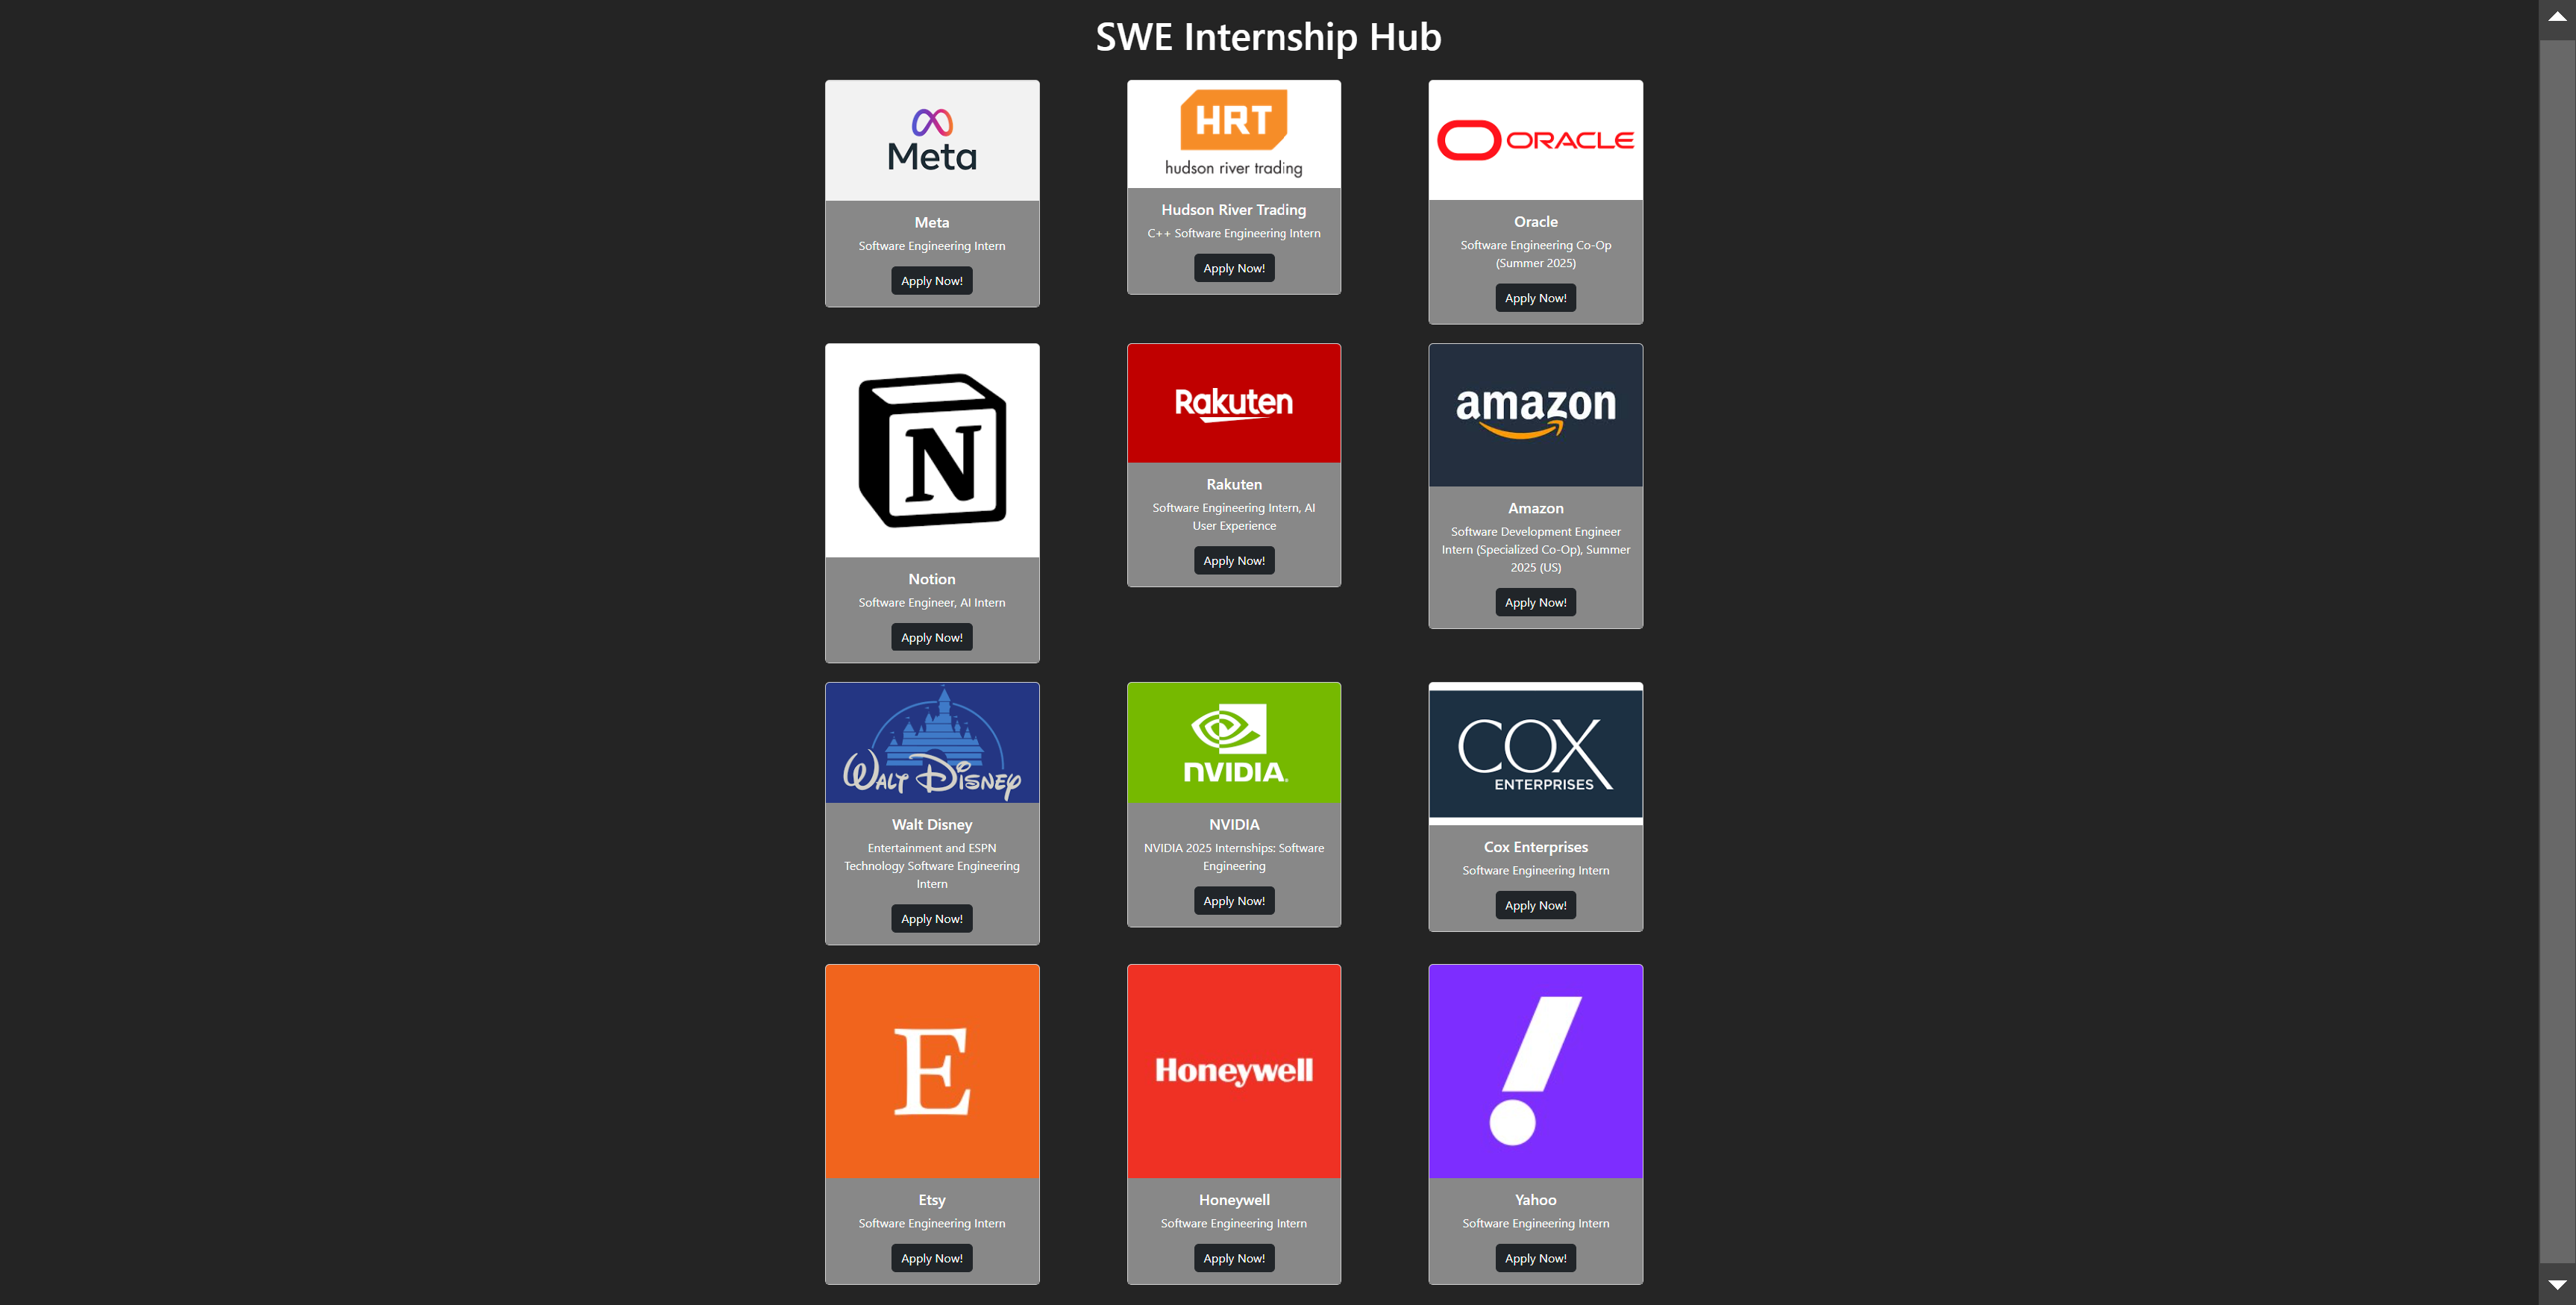 SWE Internship Hub
Meta
Meta
Software Engineering Intern
Apply Now!
HRT
hudson river trading
Hudson River Trading
C++ Software Engineering Intern
Apply Now!
ORACLE
Oracle
Software Engineering Co-Op
(Summer 2025)
Apply Now!
N
Notion
Software Engineer, AI Intern
Apply Now!
Rakuten
Rakuten
Software Engineering Intern, AI
User Experience
Apply Now!
amazon
Amazon
Software Development Engineer
Intern (Specialized Co-Op), Summer
2025 (US)
Apply Now!
WALT DISNEY
Walt Disney
Entertainment and ESPN
Technology Software Engineering
Intern
Apply Now!
NVIDIA.
NVIDIA
NVIDIA 2025 Internships: Software
Engineering
Apply Now!
COX
ENTERPRISES
Cox Enterprises
Software Engineering Intern
Apply Now!
E
Etsy
Software Engineering Intern
Apply Now!
Honeywell
Honeywell
Software Engineering Intern
Apply Now!
!
Yahoo
Software Engineering Intern
Apply Now!